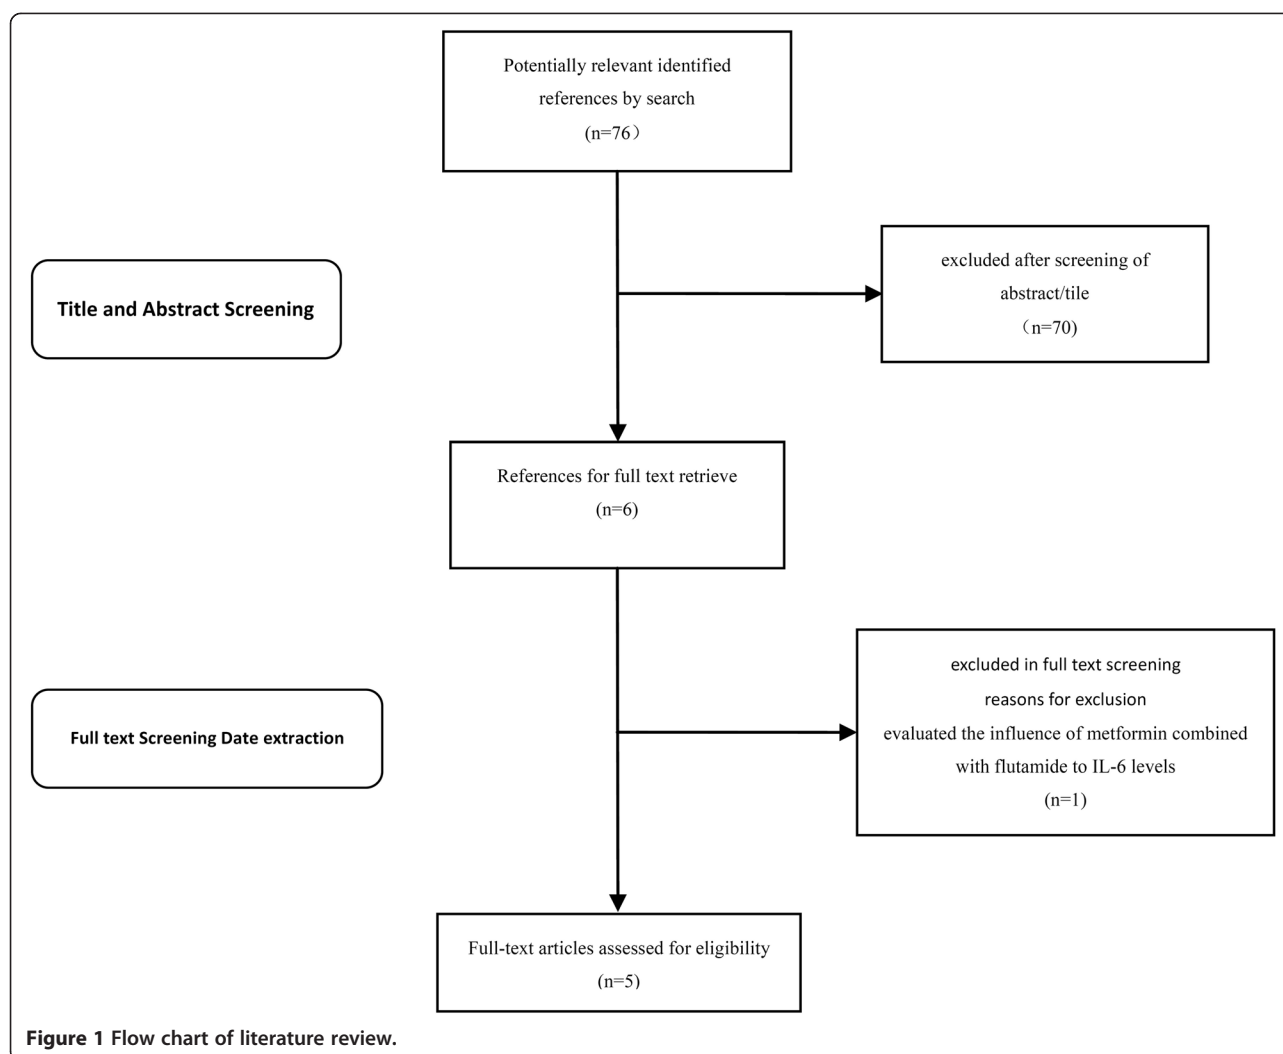 Potentially relevant identified
references by search
(n=76）
excluded after screening of
abstract/tile
（n=70)
Title and Abstract Screening
References for full text retrieve
(n=6)
excluded in full text screening
reasons for exclusion
evaluated the influence of metformin combined
with flutamide to IL-6 levels
(n=1)
Full text Screening Date extraction
Full-text articles assessed for eligibility
(n=5)
Figure 1 Flow chart of literature review.